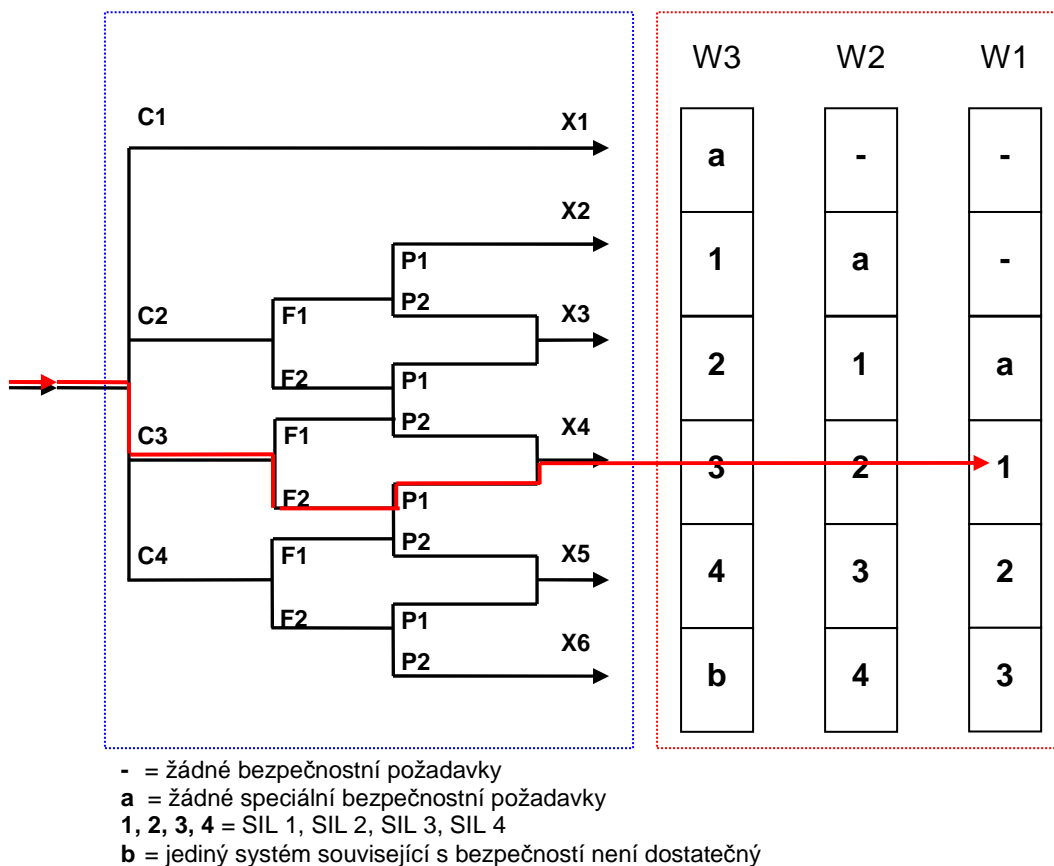 W3 W2 W1
C1 X1
a - -
X2
P1 1 a -
C2 F1 P2 X3
F2 P1 2 1 a
C3 F1 P2 X4
3 2 1
F2 P1
C4 F1 P2 X5 4 3 2
F2 P1
P2 X6
b 4 3
- = žádné bezpečnostní požadavky
a = žádné speciální bezpečnostní požadavky
1, 2, 3, 4 = SIL 1, SIL 2, SIL 3, SIL 4
b = jediný systém související s bezpečností není dostatečný